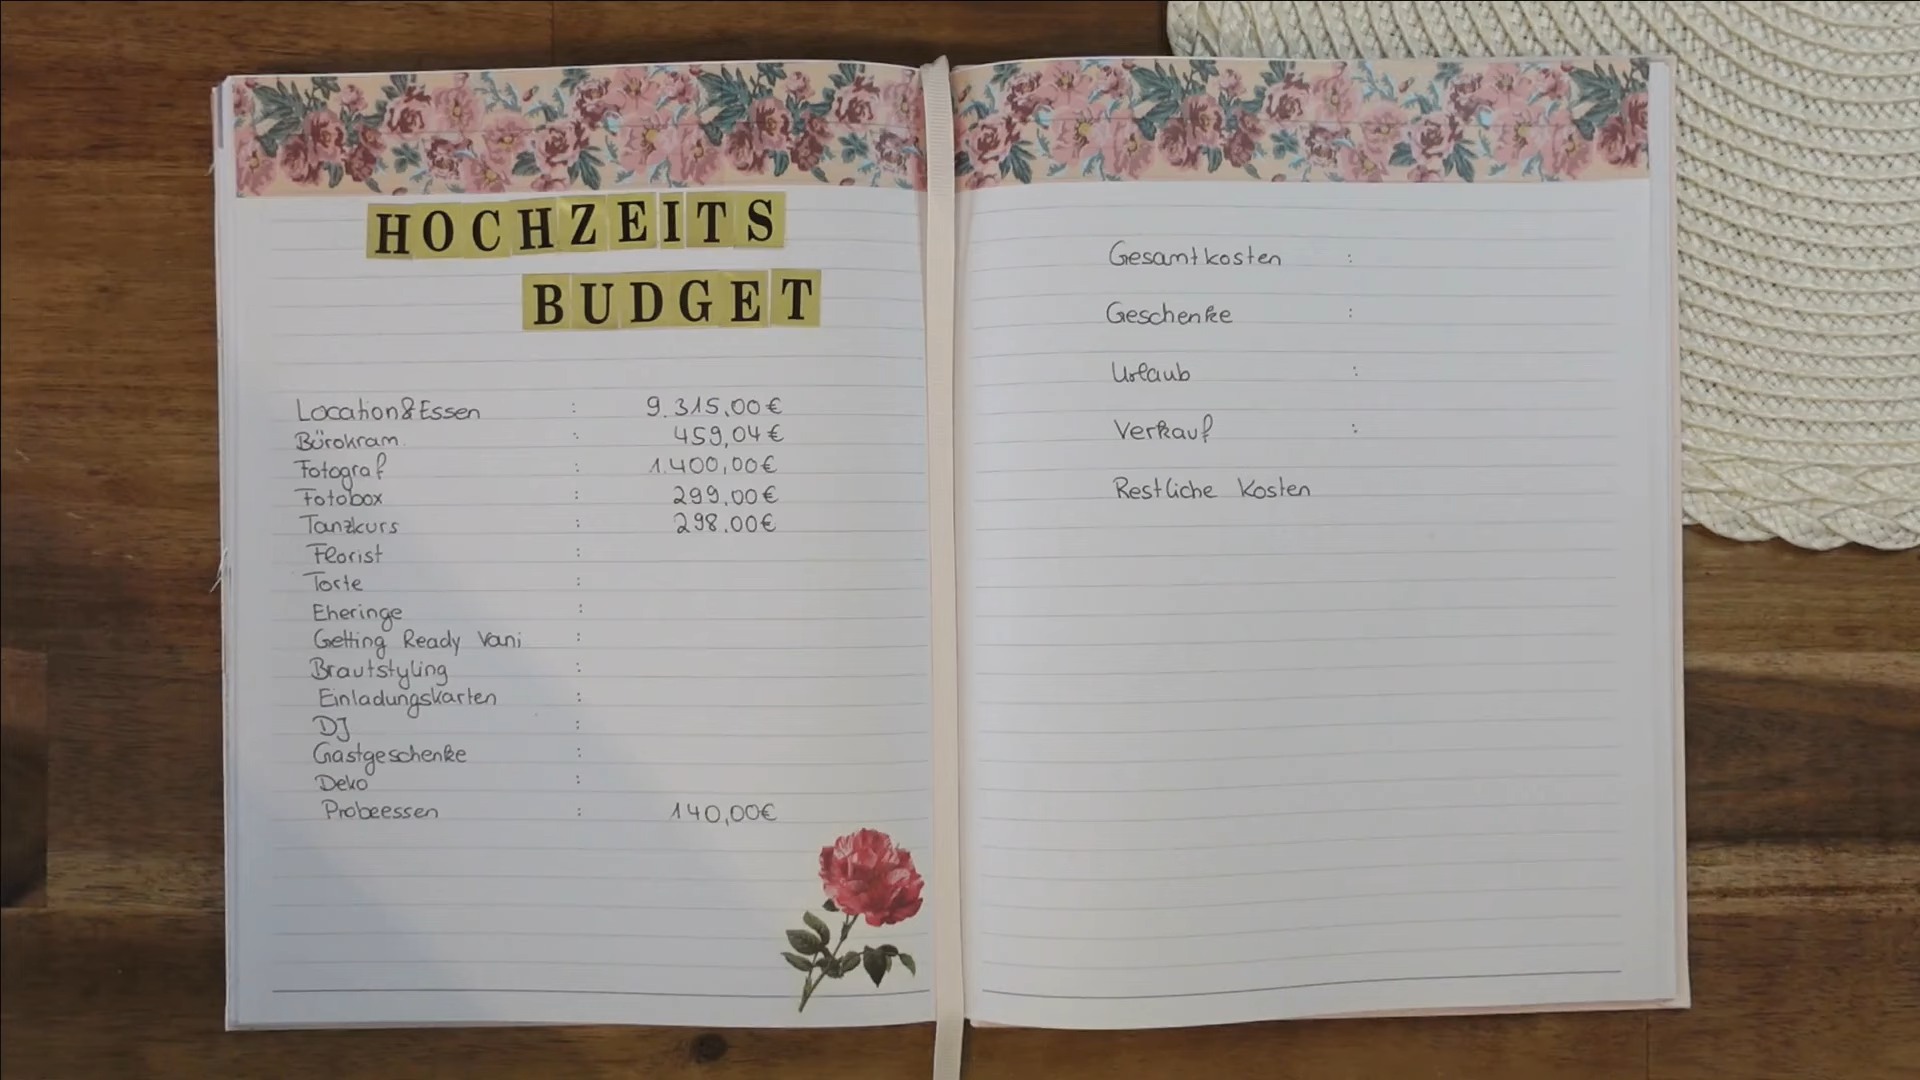 HOCHZEITS
BUDGET
Location&Essen : 9.315,00€
Bürokram : 459,04€
Fotograf : 1.400,00€
Fotobox : 299,00€
Tanzkurs : 298.00€
Florist :
Torte :
Eheringe :
Getting Ready Vani :
Brautstyling :
Einladungskarten :
DJ :
Gastgeschenke :
Deko :
Probeessen : 140,00€
Gesamtkosten :
Geschenke :
Urlaub :
Verkauf :
Restliche Kosten